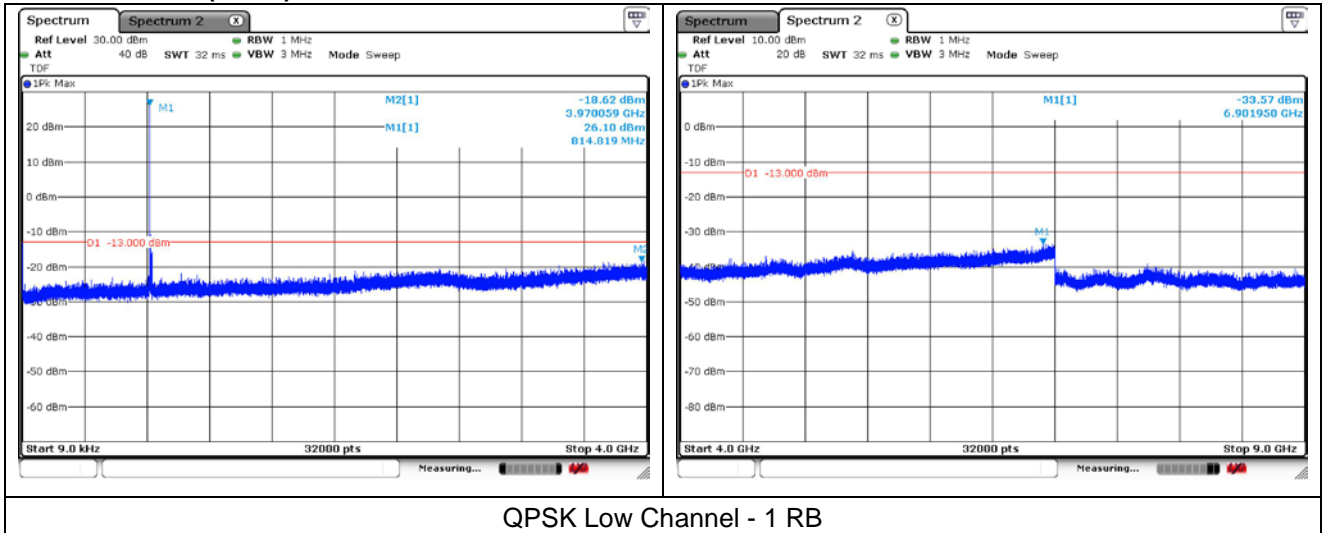 Spectrum Spectrum 2 X
Ref Level 30.00 dBm RBW 1 MHz
Att 40 dB SWT 32 ms VBW 3 MHz Mode Sweep
TDF
1Pk Max
M1
M2[1] -18.62 dBm
3.970059 GHz
M1[1] 26.10 dBm
814.819 MHz
20 dBm
10 dBm
0 dBm
-10 dBm
D1 -13.000 dBm
M2
-20 dBm
-30 dBm
-40 dBm
-50 dBm
-60 dBm
Start 9.0 kHz 32000 pts Stop 4.0 GHz
Measuring...
Spectrum Spectrum 2 X
Ref Level 10.00 dBm RBW 1 MHz
Att 20 dB SWT 32 ms VBW 3 MHz Mode Sweep
TDF
1Pk Max
M1[1] -33.57 dBm
6.901950 GHz
0 dBm
-10 dBm
D1 -13.000 dBm
-20 dBm
-30 dBm
M1
-40 dBm
-50 dBm
-60 dBm
-70 dBm
-80 dBm
Start 4.0 GHz 32000 pts Stop 9.0 GHz
Measuring...
QPSK Low Channel - 1 RB